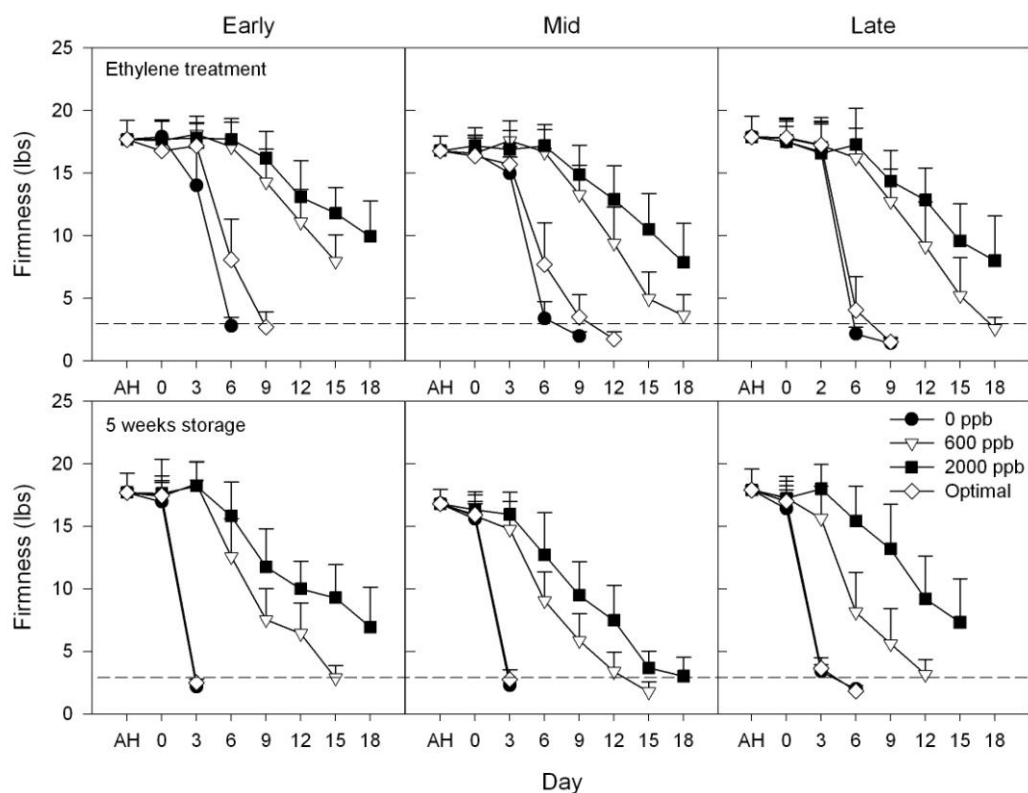 Early Mid Late
Firmness (lbs)
25
20
15
10
5
0
Ethylene treatment
AH 0 3 6 9 12 15 18
AH 0 3 6 9 12 15 18
AH 0 2 6 9 12 15 18
Firmness (lbs)
25
20
15
10
5
0
5 weeks storage
0 ppb
600 ppb
2000 ppb
Optimal
AH 0 3 6 9 12 15 18
AH 0 3 6 9 12 15 18
AH 0 3 6 9 12 15 18
Day